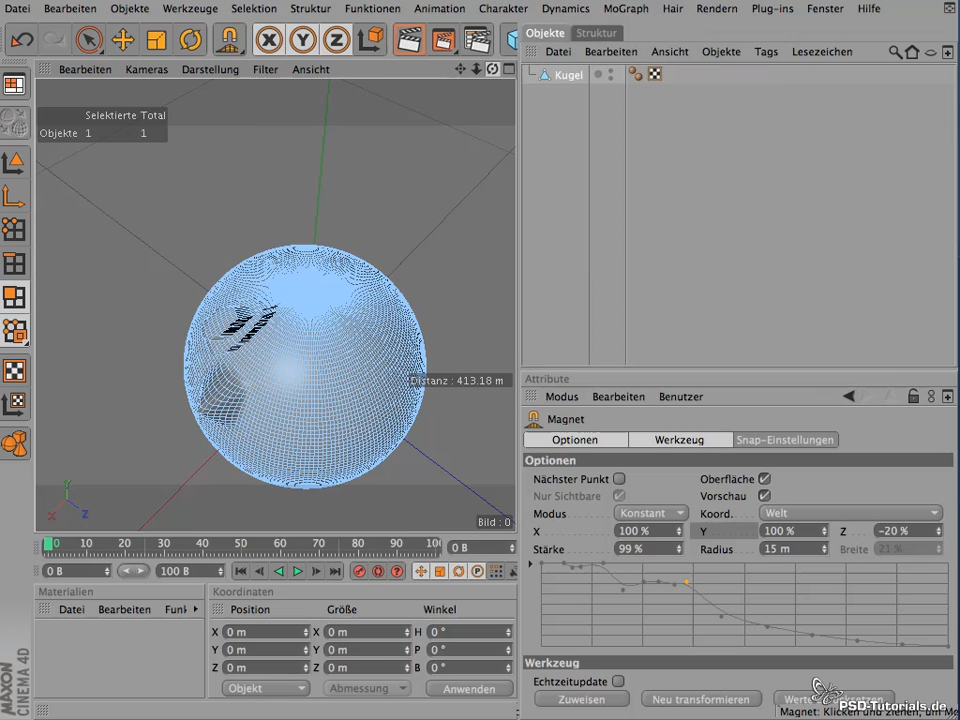 Datei Bearbeiten Objekte Werkzeuge Selektion Struktur Funktionen Animation Charakter Dynamics MoGraph Hair Rendern Plug-ins Fenster Hilfe
Objekte Struktur
Datei Bearbeiten Ansicht Objekte Tags Lesezeichen
Bearbeiten Kameras Darstellung Filter Ansicht
Kugel
Selektierte Total
Objekte 1 1
Distanz : 413.18 m
Bild : 0
Attribute
Modus Bearbeiten Benutzer
Magnet
Optionen Werkzeug Snap-Einstellungen
Optionen
Nächster Punkt Oberfläche
Nur Sichtbare Vorschau
Modus Konstant Koord. Welt
X 100 % Y 100 % Z -20 %
Stärke 99 % Radius 15 m Breite 21 %
0 10 20 30 40 50 60 70 80 90 100 0 B
0 B 100 B
Materialien
Datei Bearbeiten Funk
Koordinaten
Position Größe Winkel
X 0 m X 0 m H 0 °
Y 0 m Y 0 m P 0 °
Z 0 m Z 0 m B 0 °
Objekt Abmessung Anwenden
Werkzeug
Echtzeitupdate
Zuweisen Neu transformieren
PSD-Tutorials.de
Magnet: Klicken und ziehen, um
MAXON
CINEMA 4D